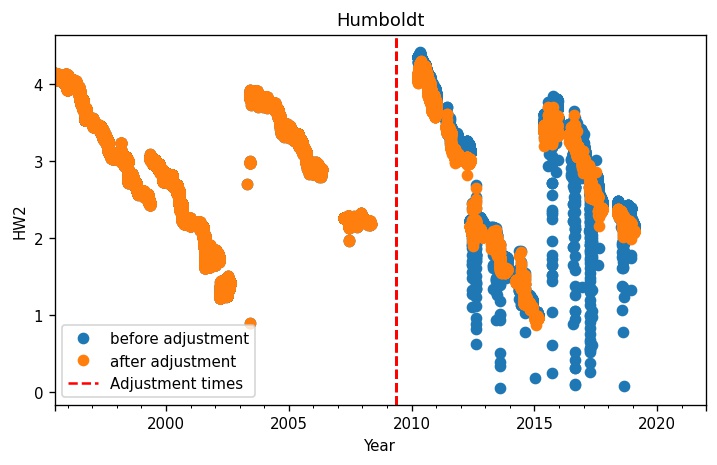 Humboldt
HW2
4
3
2
1
0
before adjustment
after adjustment
Adjustment times
2000
2005
2010
2015
2020
Year